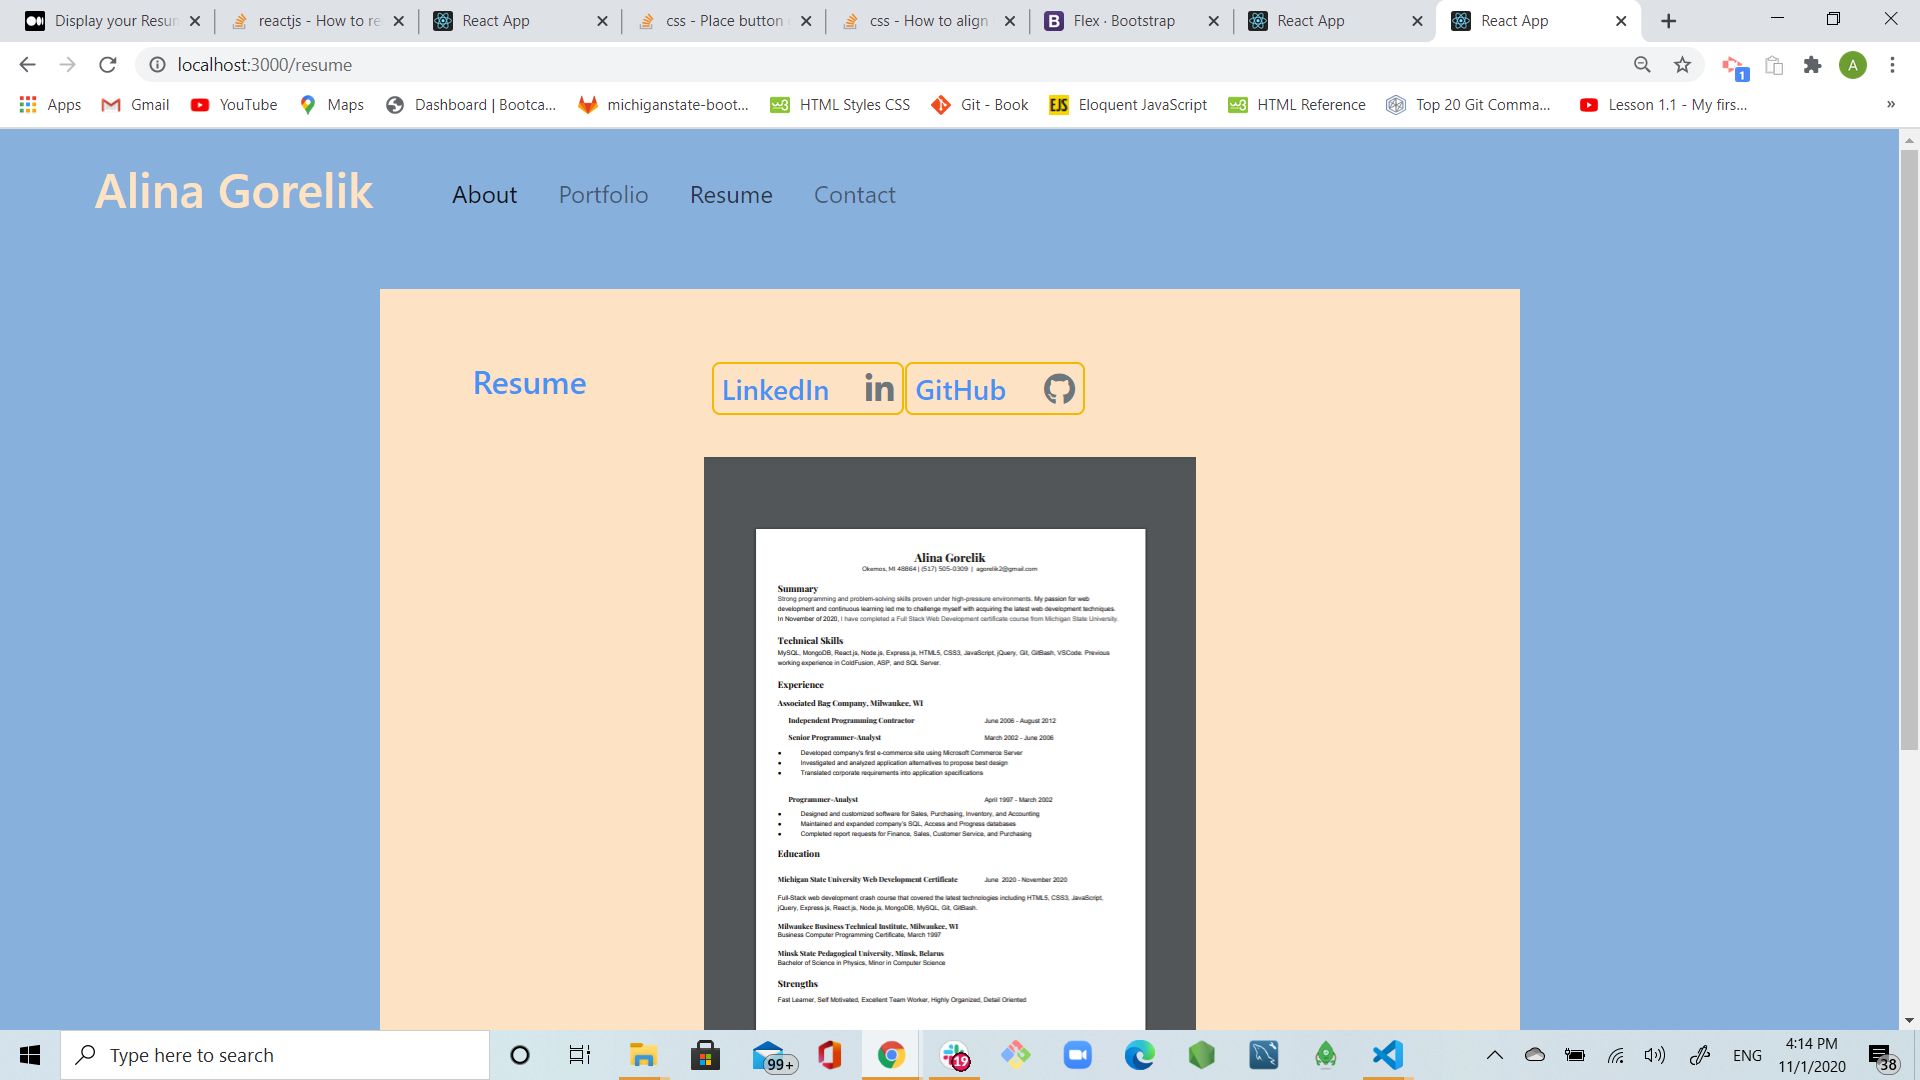 Display your Resun
reactjs - How to re
React App
css - Place button
css - How to align
Flex · Bootstrap
React App
React App
localhost:3000/resume
A
1
Apps
Gmail
YouTube
Maps
Dashboard | Bootca...
michiganstate-boot...
HTML Styles CSS
Git - Book
EJS
Eloquent JavaScript
HTML Reference
Top 20 Git Comma...
Lesson 1.1 - My firs...
»
Alina Gorelik
About
Portfolio
Resume
Contact
Resume
LinkedIn
GitHub
Alina Gorelik
Okemos, MI 48864 | (517) 505-0309 | agorelik2@gmail.com
Summary
Strong programming and problem-solving skills proven under high-pressure environments. My passion for web
development and continuous learning led me to challenge myself with acquiring the latest web development techniques.
In November of 2020, I have completed a Full Stack Web Development certificate course from Michigan State University.
Technical Skills
MySQL, MongoDB, React.js, Node.js, Express.js, HTML5, CSS3, JavaScript, jQuery, Git, GitBash, VSCode. Previous
working experience in ColdFusion, ASP, and SQL Server.
Experience
Associated Bag Company, Milwaukee, WI
Independent Programming Contractor June 2006 - August 2012
Senior Programmer-Analyst March 2002 - June 2006
● Developed company's first e-commerce site using Microsoft Commerce Server
● Investigated and analyzed application alternatives to propose best design
● Translated corporate requirements into application specifications
Programmer-Analyst April 1997 - March 2002
● Designed and customized software for Sales, Purchasing, Inventory, and Accounting
● Maintained and expanded company's SQL, Access and Progress databases
● Completed report requests for Finance, Sales, Customer Service, and Purchasing
Education
Michigan State University Web Development Certificate June 2020 - November 2020
Full-Stack web development crash course that covered the latest technologies including HTML5, CSS3, JavaScript,
jQuery, Express.js, React.js, Node.js, MongoDB, MySQL, Git, GitBash.
Milwaukee Business Technical Institute, Milwaukee, WI
Business Computer Programming Certificate, March 1997
Minsk State Pedagogical University, Minsk, Belarus
Bachelor of Science in Physics, Minor in Computer Science
Strengths
Fast Learner, Self Motivated, Excellent Team Worker, Highly Organized, Detail Oriented
Type here to search
99+
19
ENG
4:14 PM
11/1/2020
38